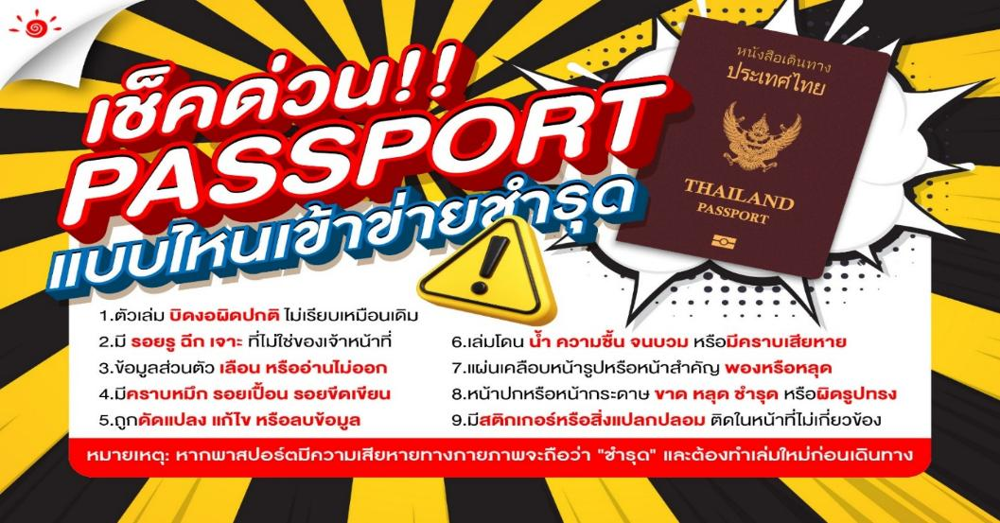 เช็คด่วน!!
PASSPORT
แบบไหนเข้าข่ายชำรุด
หนังสือเดินทาง
ประเทศไทย
THAILAND
PASSPORT
1.ตัวเล่ม บิดงอผิดปกติ ไม่เรียบเหมือนเดิม
2.มี รอยรู ฉีก เจาะ ที่ไม่ใช่ของเจ้าหน้าที่
3.ข้อมูลส่วนตัว เลือน หรืออ่านไม่ออก
4.มีคราบหมึก รอยเปื้อน รอยขีดเขียน
5.ถูกดัดแปลง แก้ไข หรือลบข้อมูล
6.เล่มโดน น้ำ ความชื้น จนบวม หรือมีคราบเสียหาย
7.แผ่นเคลือบหน้ารูปหรือหน้าสำคัญ พองหรือหลุด
8.หน้าปกหรือหน้ากระดาษ ขาด หลุด ชำรุด หรือผิดรูปทรง
9.มีสติกเกอร์หรือสิ่งแปลกปลอม ติดในหน้าที่ไม่เกี่ยวข้อง
หมายเหตุ: หากพาสปอร์ตมีความเสียหายทางกายภาพจะถือว่า "ชำรุด" และต้องทำเล่มใหม่ก่อนเดินทาง